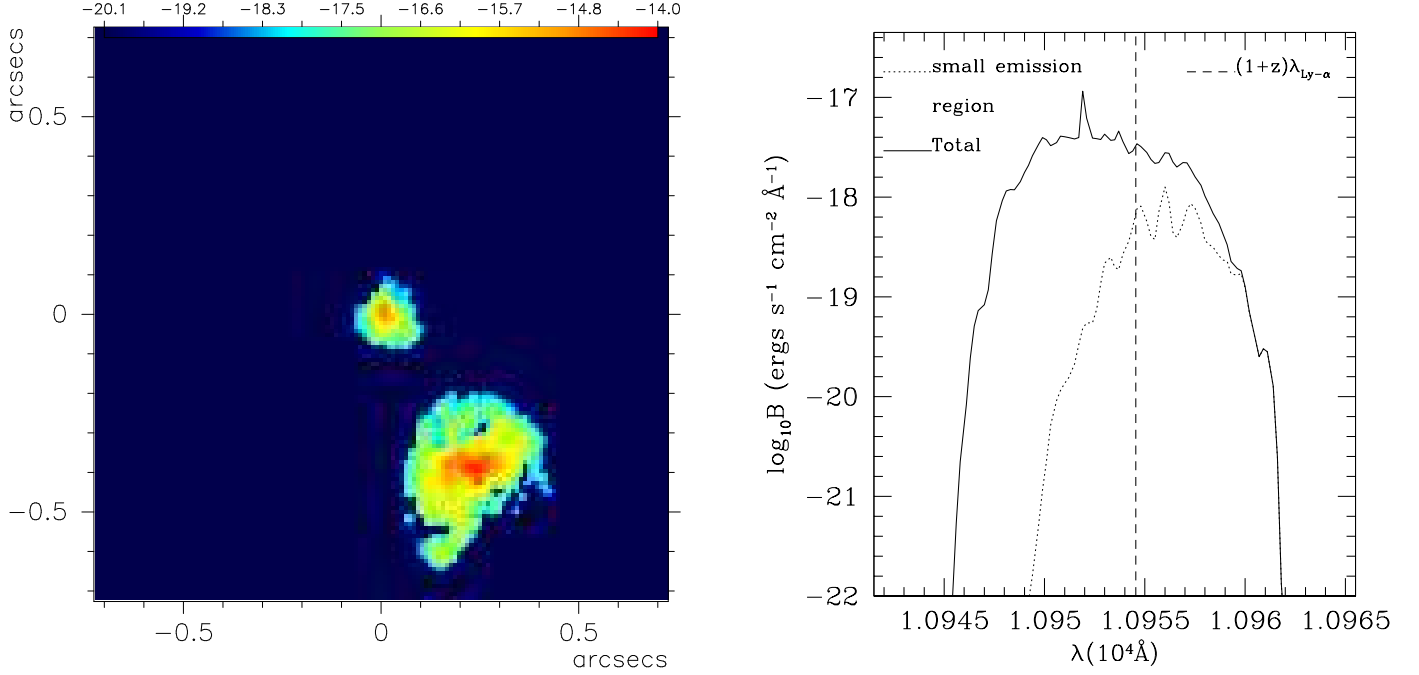 −20.1 −19.2 −18.3 −17.5 −16.6 −15.7 −14.8 −14.0
arcsecs
0.5
0
−0.5
−0.5 0 0.5
arcsecs
small emission
region
Total
(1+z)λLy-α
−17
−18
−19
−20
−21
−22
log10B (ergs s−1 cm−2 Å−1)
1.0945 1.095 1.0955 1.096 1.0965
λ(10⁴Å)